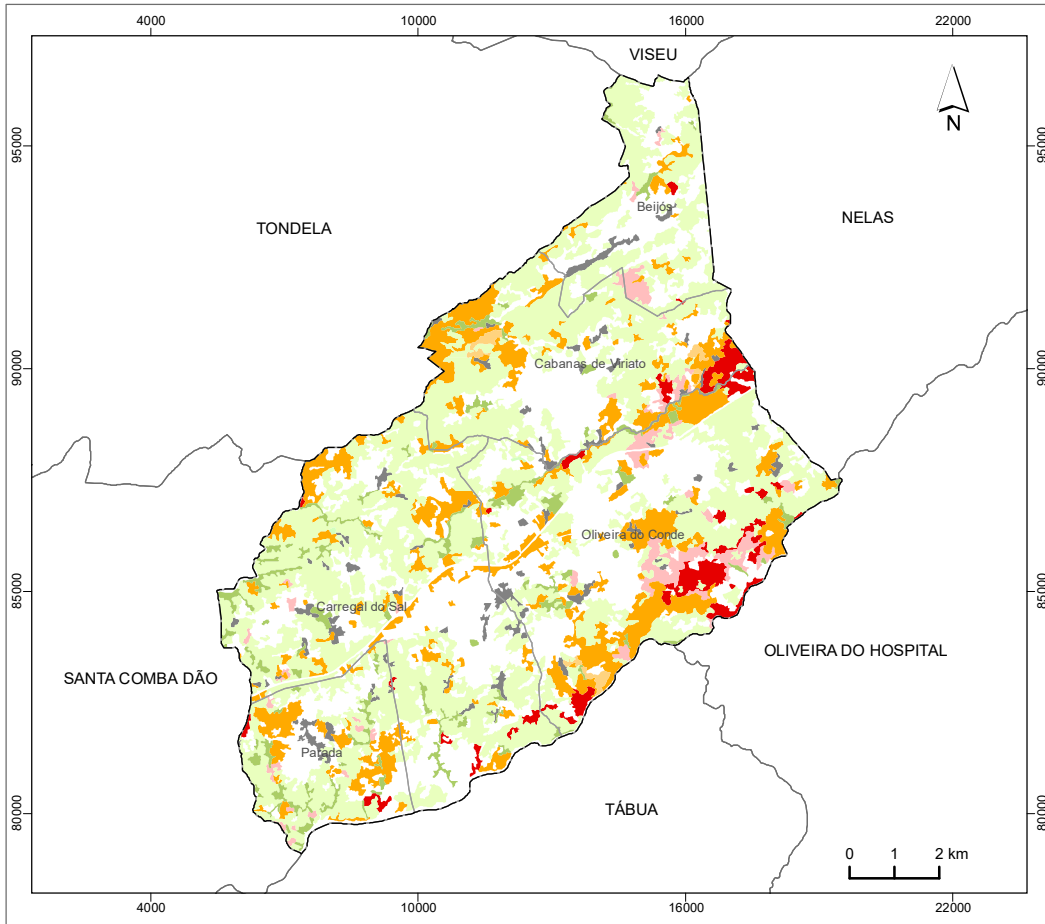 4000 10000 16000 22000
VISEU
N
95000 95000
Beijós
TONDELA
NELAS
90000 90000
Cabanas de Viriato
Oliveira do Conde
85000 85000
Carregal do Sal
OLIVEIRA DO HOSPITAL
SANTA COMBA DÃO
Parada
TÁBUA
80000 80000
0 1 2 km
4000 10000 16000 22000